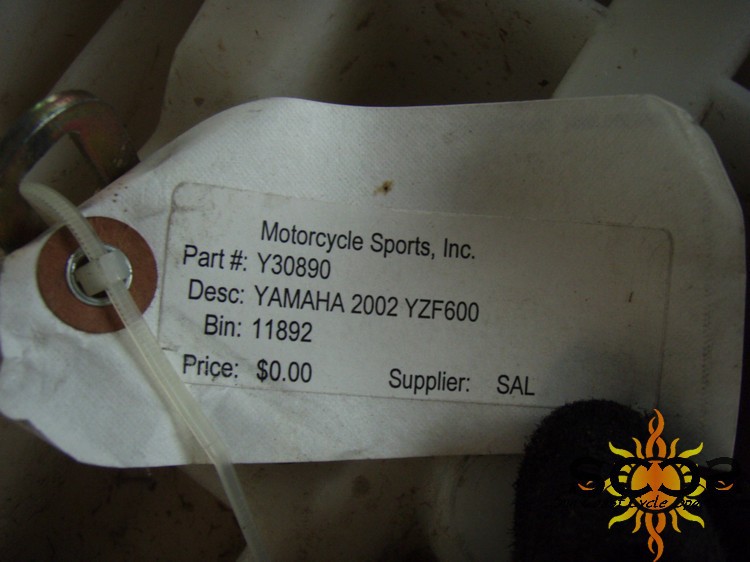 Motorcycle Sports, Inc.
Part #: Y30890
Desc: YAMAHA 2002 YZF600
Bin: 11892
Price: $0.00 Supplier: SAL